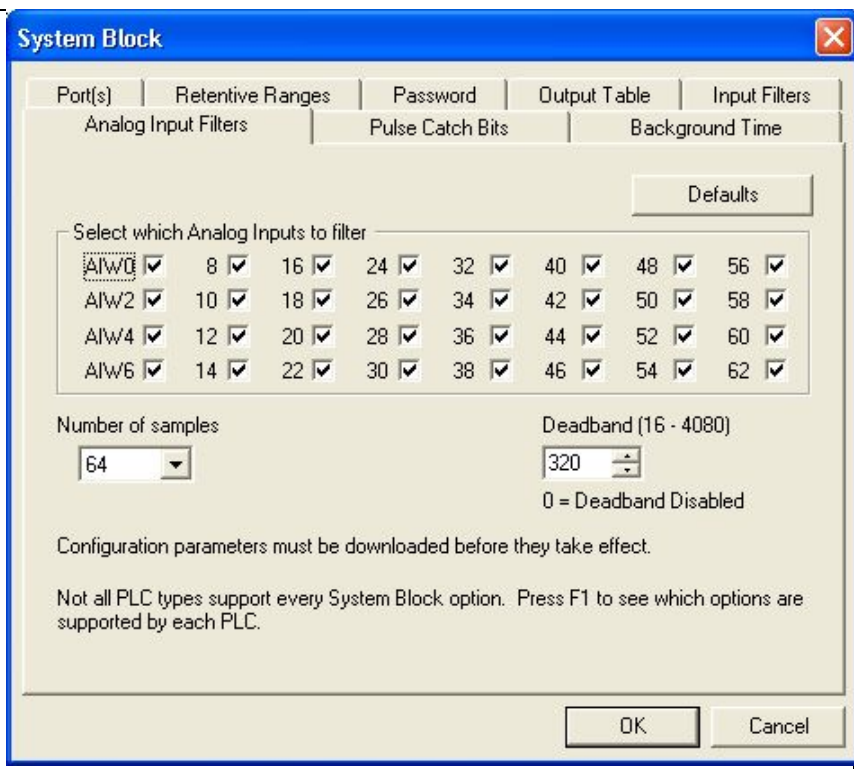 System Block
Port(s) Retentive Ranges Password Output Table Input Filters
Analog Input Filters Pulse Catch Bits Background Time
Defaults
Select which Analog Inputs to filter
AIW0 8 16 24 32 40 48 56
AIW2 10 18 26 34 42 50 58
AIW4 12 20 28 36 44 52 60
AIW6 14 22 30 38 46 54 62
Number of samples Deadband (16 - 4080)
64 320
0 = Deadband Disabled
Configuration parameters must be downloaded before they take effect.
Not all PLC types support every System Block option. Press F1 to see which options are
supported by each PLC.
OK Cancel